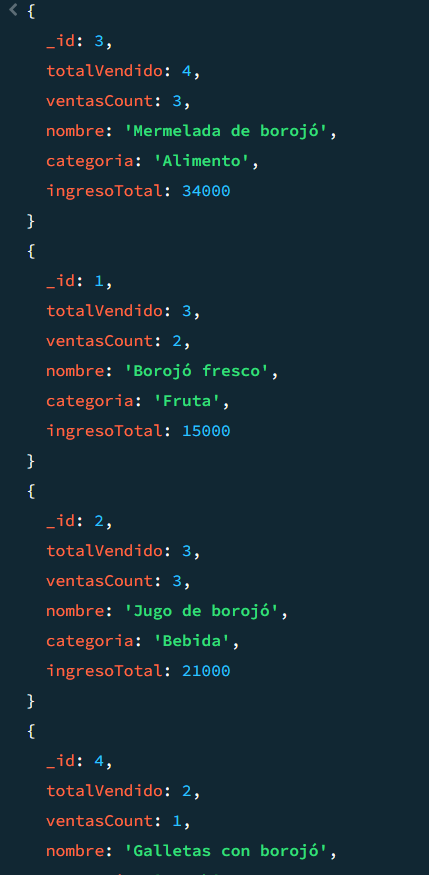 {
_id: 3,
totalVendido: 4,
ventasCount: 3,
nombre: 'Mermelada de borojó',
categoria: 'Alimento',
ingresoTotal: 34000
}
{
_id: 1,
totalVendido: 3,
ventasCount: 2,
nombre: 'Borojó fresco',
categoria: 'Fruta',
ingresoTotal: 15000
}
{
_id: 2,
totalVendido: 3,
ventasCount: 3,
nombre: 'Jugo de borojó',
categoria: 'Bebida',
ingresoTotal: 21000
}
{
_id: 4,
totalVendido: 2,
ventasCount: 1,
nombre: 'Galletas con borojó',